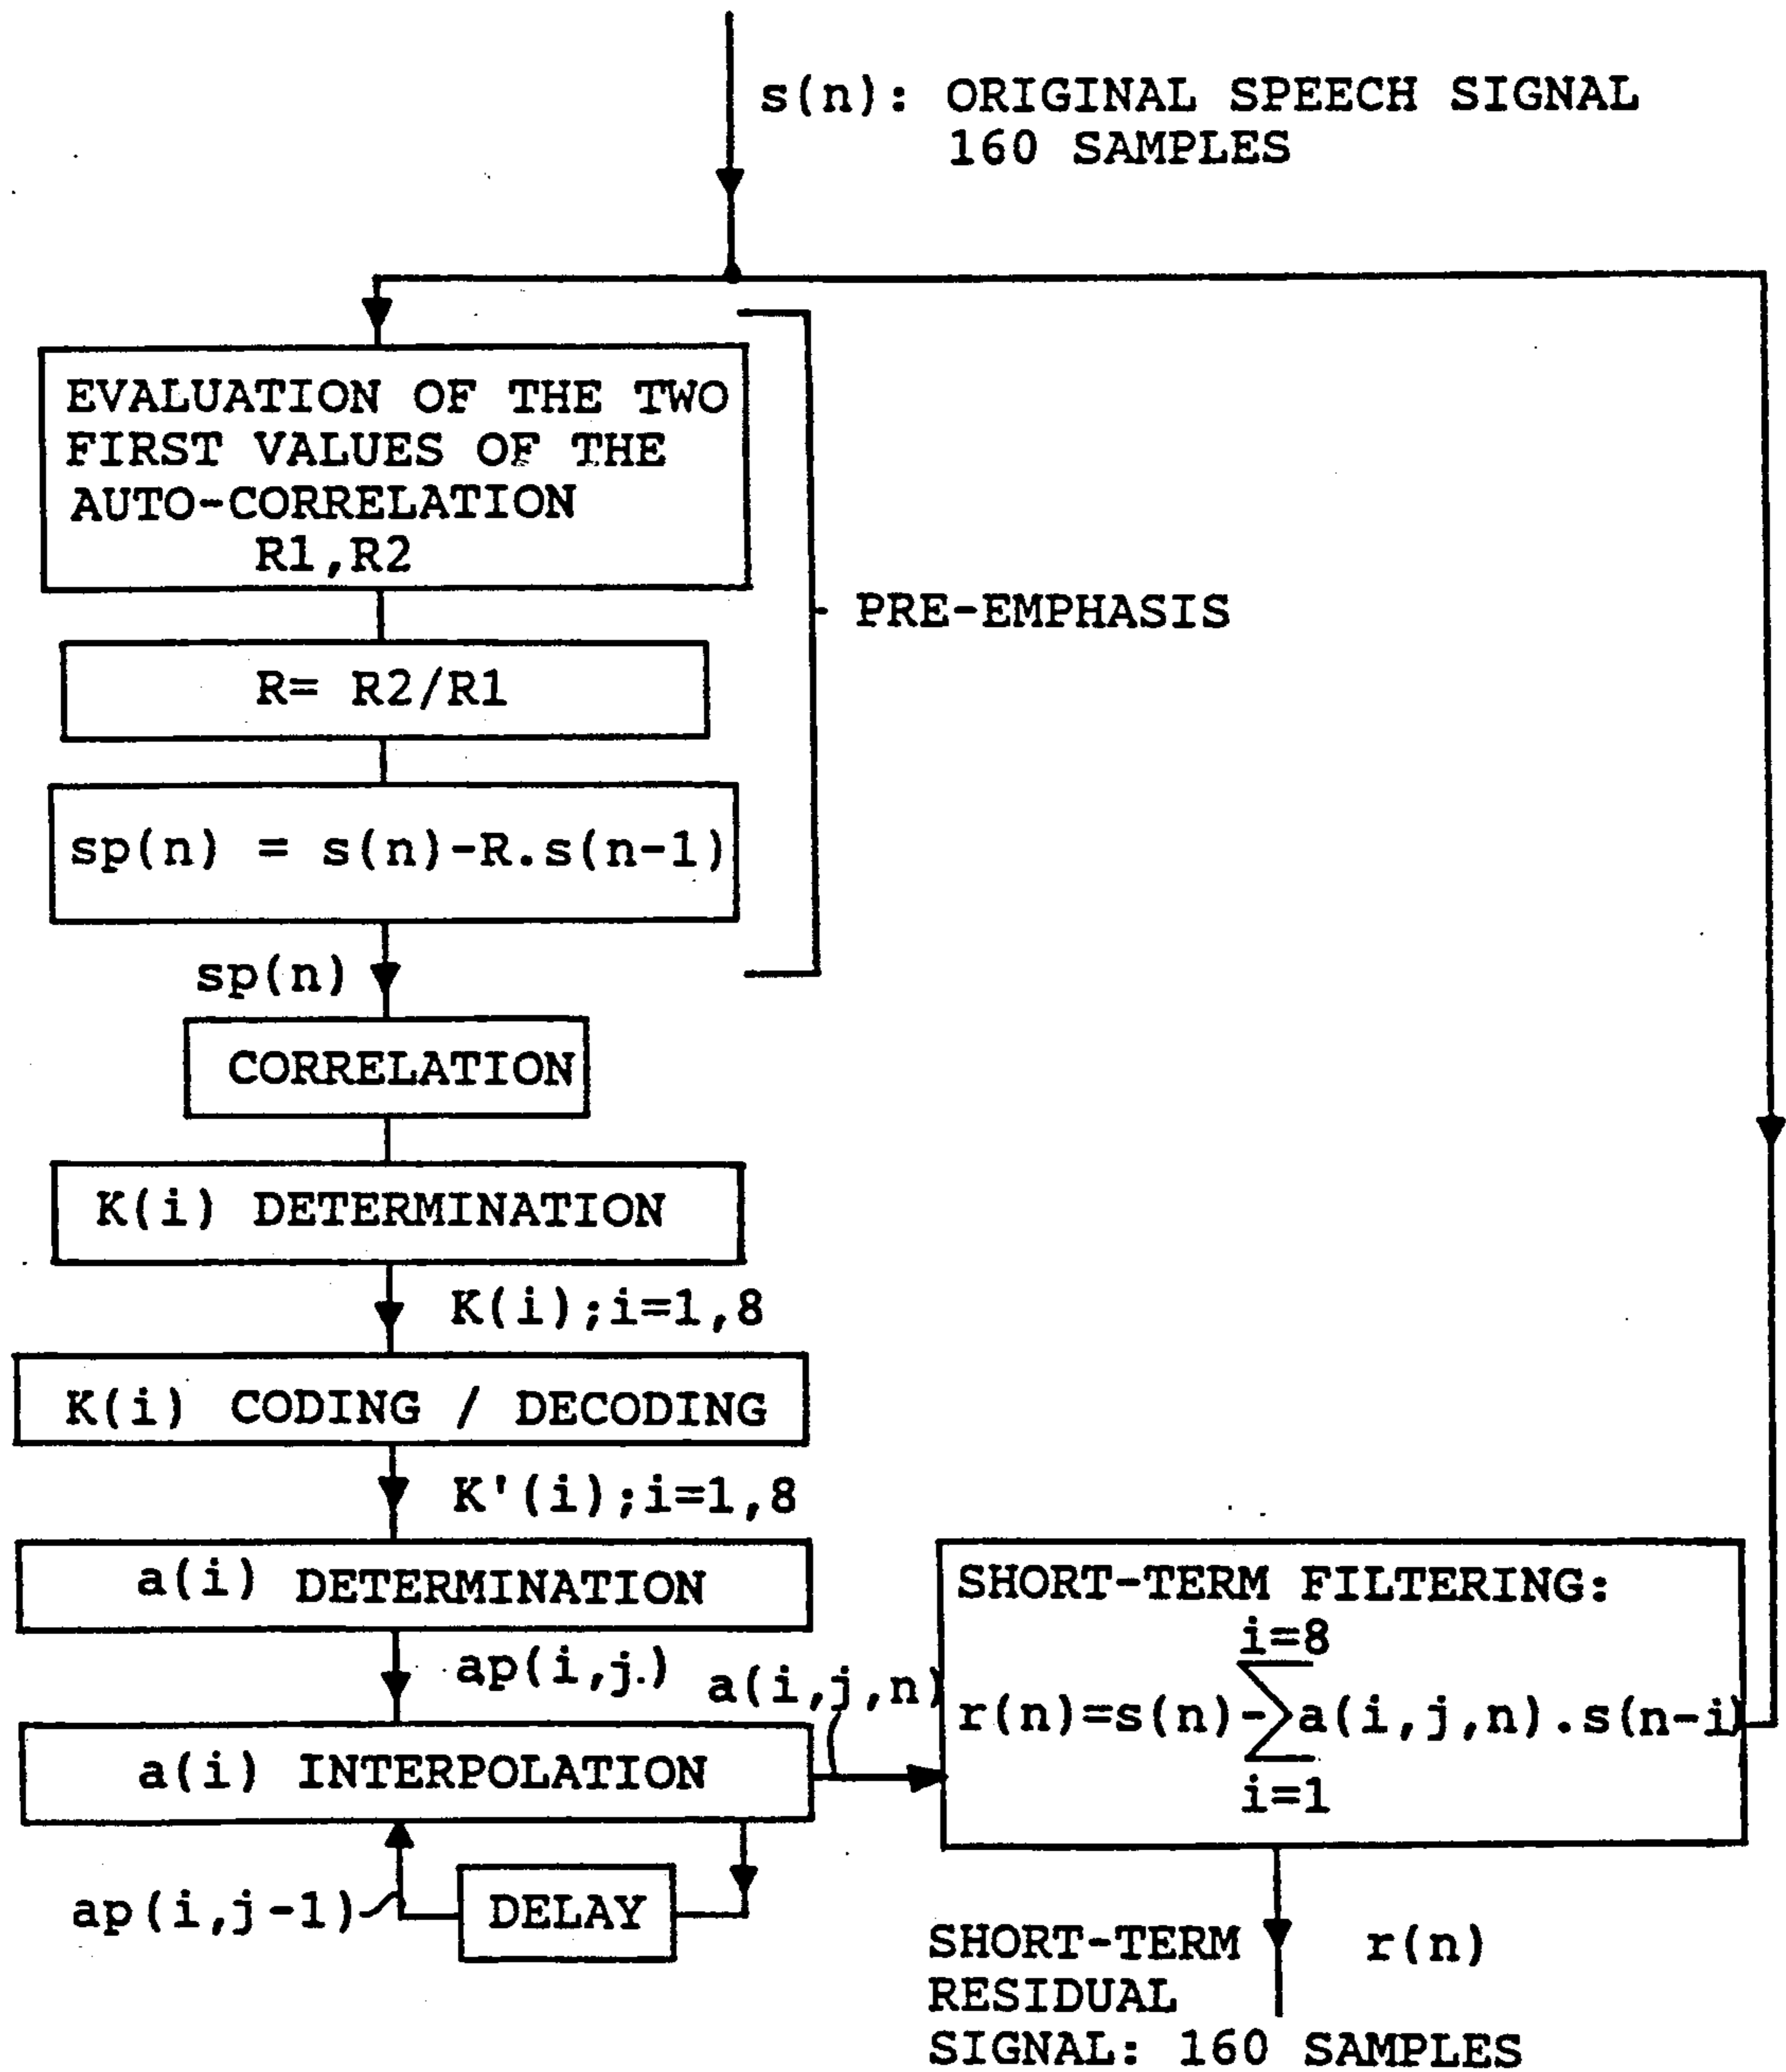 s(n): ORIGINAL SPEECH SIGNAL
160 SAMPLES
EVALUATION OF THE TWO
FIRST VALUES OF THE
AUTO-CORRELATION
R1,R2
PRE-EMPHASIS
R= R2/R1
sp(n) = s(n)-R.s(n-1)
sp(n)
CORRELATION
K(i) DETERMINATION
K(i);i=1,8
K(i) CODING / DECODING
K'(i);i=1,8
a(i) DETERMINATION
ap(i,j)
a(i) INTERPOLATION
a(i,j,n)
ap(i,j-1)
DELAY
SHORT-TERM FILTERING:
i=8
r(n)=s(n)-∑a(i,j,n).s(n-i)
i=1
SHORT-TERM r(n)
RESIDUAL
SIGNAL: 160 SAMPLES